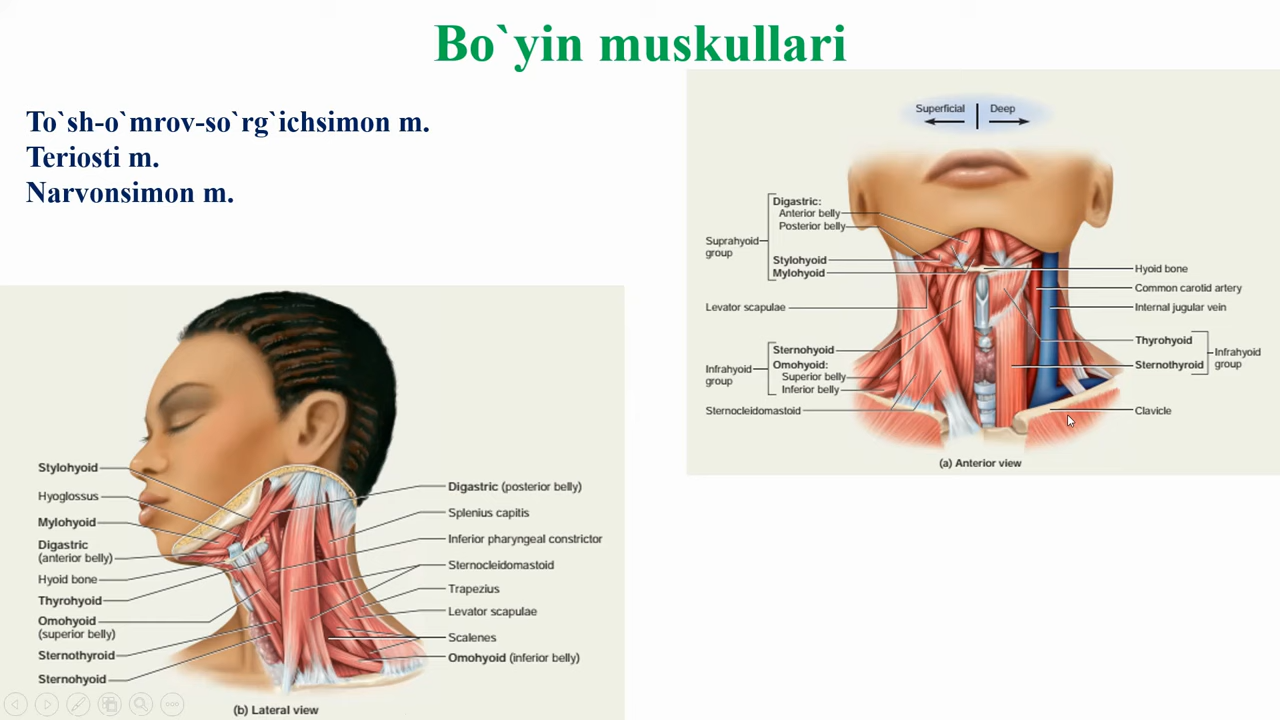 Bo`yin muskullari
To`sh-o`mrov-so`rg`ichsimon m.
Teriosti m.
Narvonsimon m.
Superficial
Deep
Digastric:
Anterior belly
Posterior belly
Suprahyoid
group
Stylohyoid
Mylohyoid
Levator scapulae
Sternohyoid
Omohyoid:
Superior belly
Inferior belly
Infrahyoid
group
Sternocleidomastoid
Hyoid bone
Common carotid artery
Internal jugular vein
Thyrohyoid
Sternothyroid
Infrahyoid
group
Clavicle
(a) Anterior view
Stylohyoid
Hyoglossus
Mylohyoid
Digastric
(anterior belly)
Hyoid bone
Thyrohyoid
Omohyoid
(superior belly)
Sternothyroid
Sternohyoid
Digastric (posterior belly)
Splenius capitis
Inferior pharyngeal constrictor
Sternocleidomastoid
Trapezius
Levator scapulae
Scalenes
Omohyoid (inferior belly)
(b) Lateral view